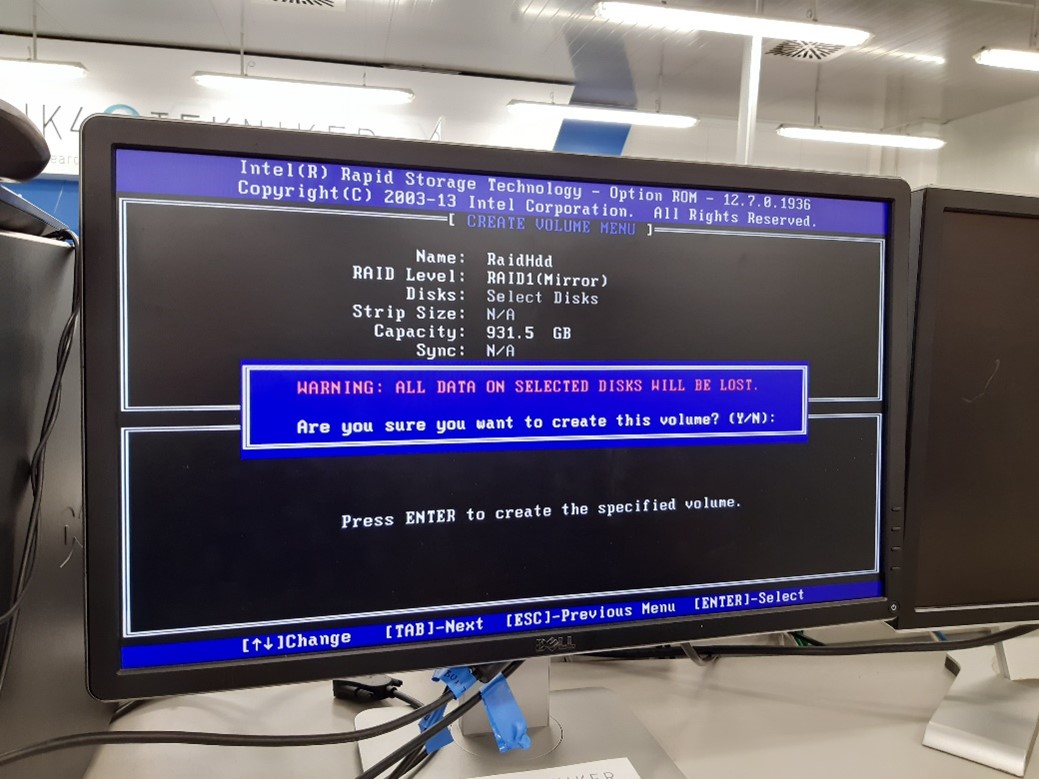 TEKNIKER
Intel(R) Rapid Storage Technology - Option ROM - 12.7.0.1936
Copyright(C) 2003-13 Intel Corporation. All Rights Reserved.
[ CREATE VOLUME MENU ]
Name: RaidHdd
RAID Level: RAID1(Mirror)
Disks: Select Disks
Strip Size: N/A
Capacity: 931.5 GB
Sync: N/A
WARNING: ALL DATA ON SELECTED DISKS WILL BE LOST.
Are you sure you want to create this volume? (Y/N):
Press ENTER to create the specified volume.
[↑↓]Change [TAB]-Next [ESC]-Previous Menu [ENTER]-Select
DELL